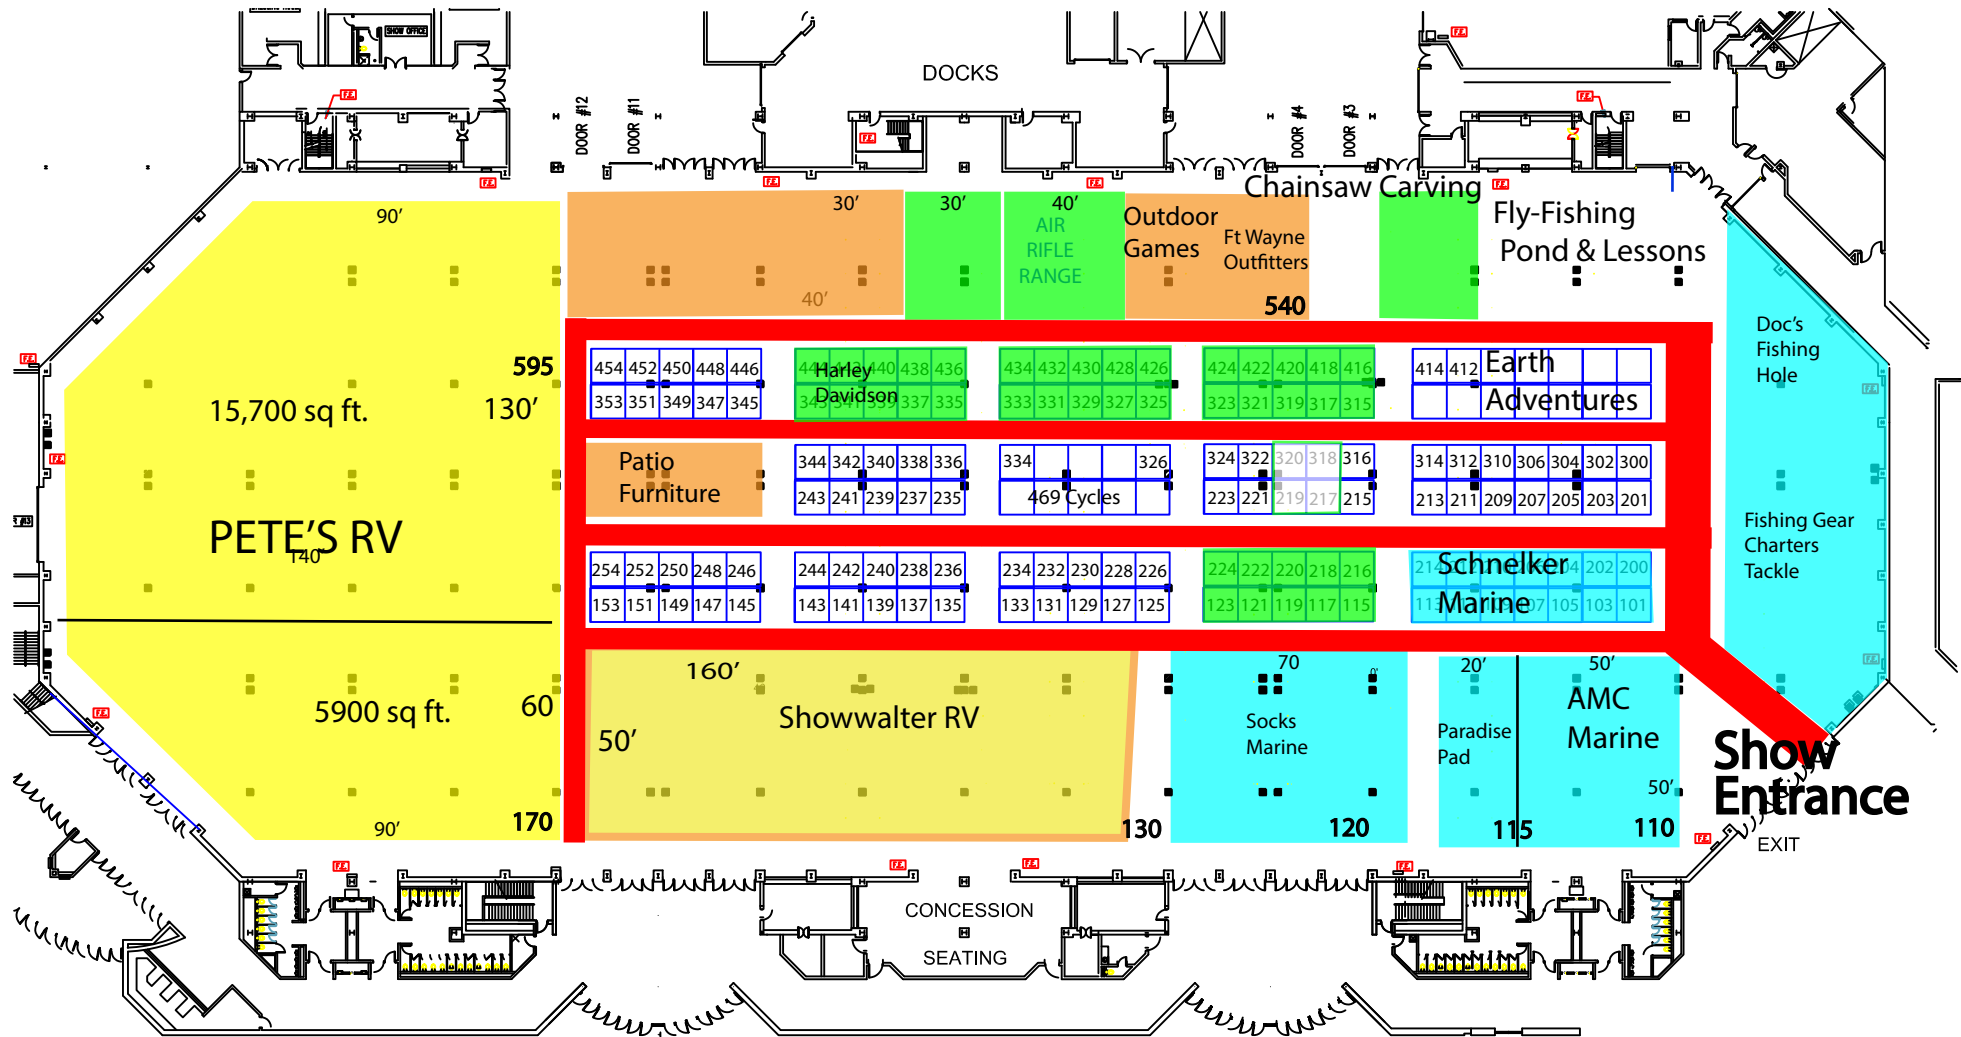 SHOW OFFICE
F.E.
DOCKS
F.E.
F.E.
F.E.
DOOR #12
DOOR #11
DOOR #4
DOOR #3
F.E.
F.E.
F.E.
F.E.
F.E.
Chainsaw Carving
90’
30’
30’
40’
AIR
RIFLE
RANGE
Outdoor
Games
Ft Wayne
Outfitters
Fly-Fishing
Pond & Lessons
40’
540
Doc’s
Fishing
Hole
F.E.
595
130’
15,700 sq ft.
454 452 450 448 446
353 351 349 347 345
Harley
Davidson
440 438 436
337 335
434 432 430 428 426
333 331 329 327 325
424 422 420 418 416
323 321 319 317 315
414 412
Earth
Adventures
F.E.
F.E.
Patio
Furniture
344 342 340 338 336
243 241 239 237 235
334 326
469 Cycles
324 322 320 318 316
223 221 219 217 215
314 312 310 306 304 302 300
213 211 209 207 205 203 201
PETE’S RV
140’
Fishing Gear
Charters
Tackle
254 252 250 248 246
153 151 149 147 145
244 242 240 238 236
143 141 139 137 135
234 232 230 228 226
133 131 129 127 125
224 222 220 218 216
123 121 119 117 115
214 204 202 200
113 109 107 105 103 101
Schnelker
Marine
F.E.
5900 sq ft.
60
160’
50’
Showwalter RV
70
0’
Socks
Marine
20’
Paradise
Pad
50’
AMC
Marine
50’
F.E.
Show
Entrance
90’
170
130
120
115
110
EXIT
F.E.
F.E.
F.E.
F.E.
F.E.
CONCESSION
SEATING